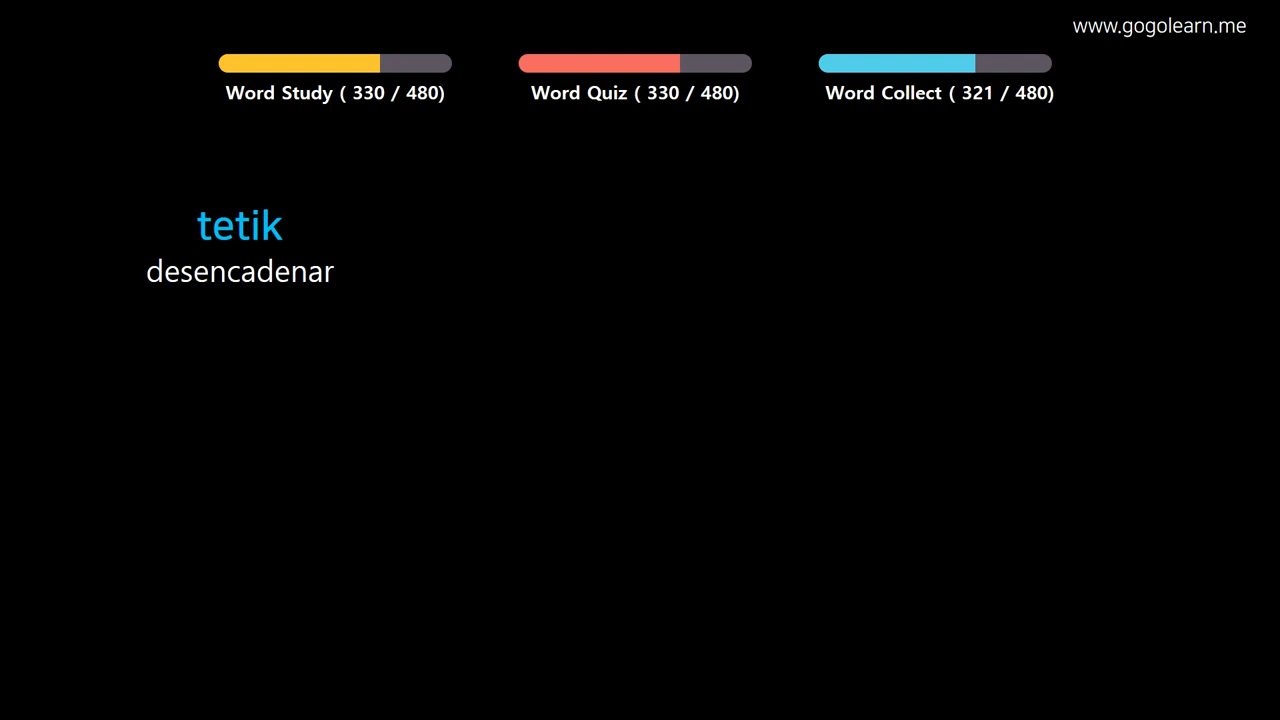 www.gogolearn.me
Word Study ( 330 / 480)
Word Quiz ( 330 / 480)
Word Collect ( 321 / 480)
tetik
desencadenar